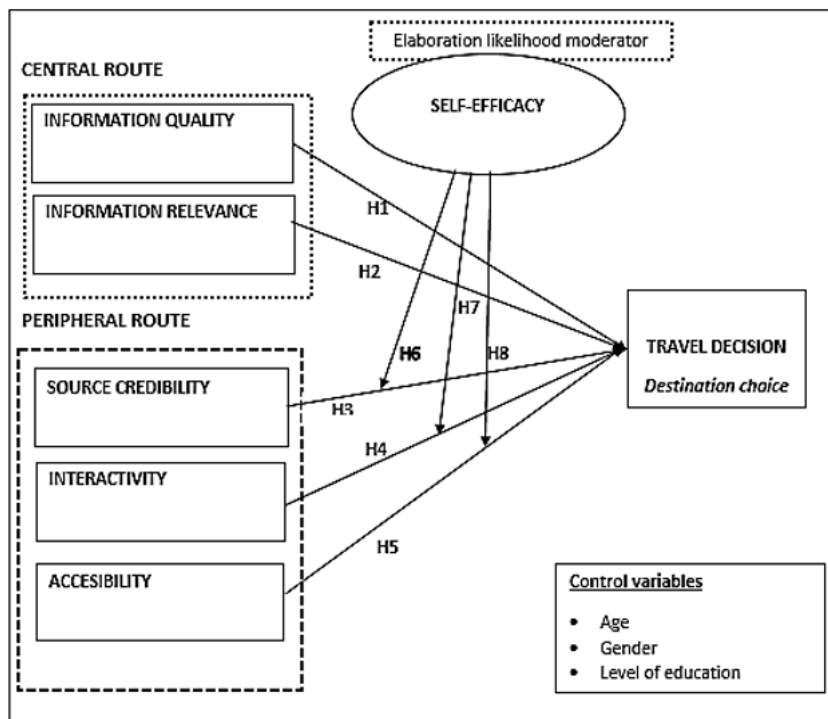 Elaboration likelihood moderator
CENTRAL ROUTE
SELF-EFFICACY
INFORMATION QUALITY
INFORMATION RELEVANCE
H1
H2
H7
H6
H8
PERIPHERAL ROUTE
TRAVEL DECISION
Destination choice
SOURCE CREDIBILITY
H3
H4
INTERACTIVITY
H5
ACCESIBILITY
Control variables
• Age
• Gender
• Level of education